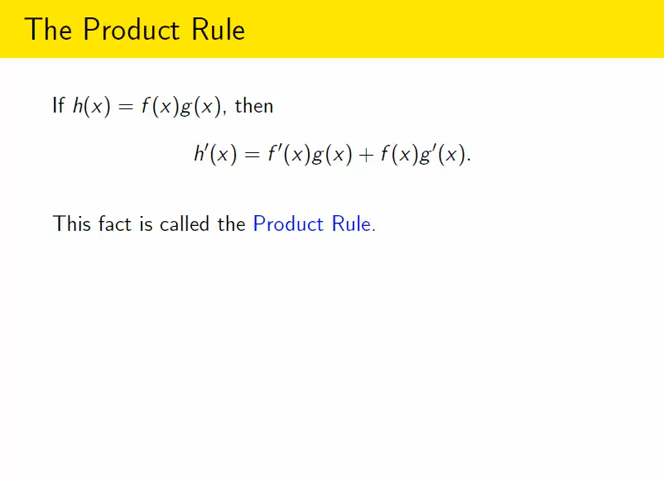 The Product Rule
If h(x) = f(x)g(x), then
h′(x) = f′(x)g(x) + f(x)g′(x).
This fact is called the Product Rule.